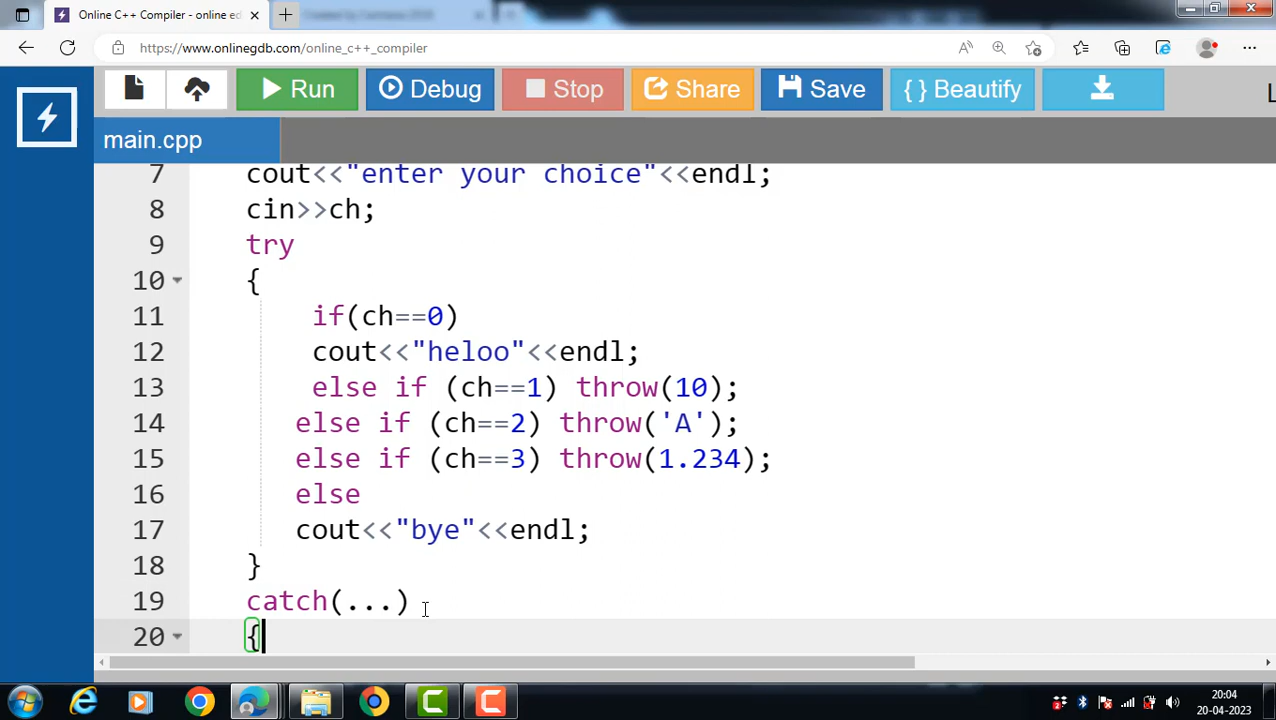 Online C++ Compiler - online ed
https://www.onlinegdb.com/online_c++_compiler
Run Debug Stop Share Save { } Beautify L
main.cpp
7 cout<<"enter your choice"<<endl;
8 cin>>ch;
9 try
10 {
11 if(ch==0)
12 cout<<"heloo"<<endl;
13 else if (ch==1) throw(10);
14 else if (ch==2) throw('A');
15 else if (ch==3) throw(1.234);
16 else
17 cout<<"bye"<<endl;
18 }
19 catch(...)
20 {
20:04
20-04-2023